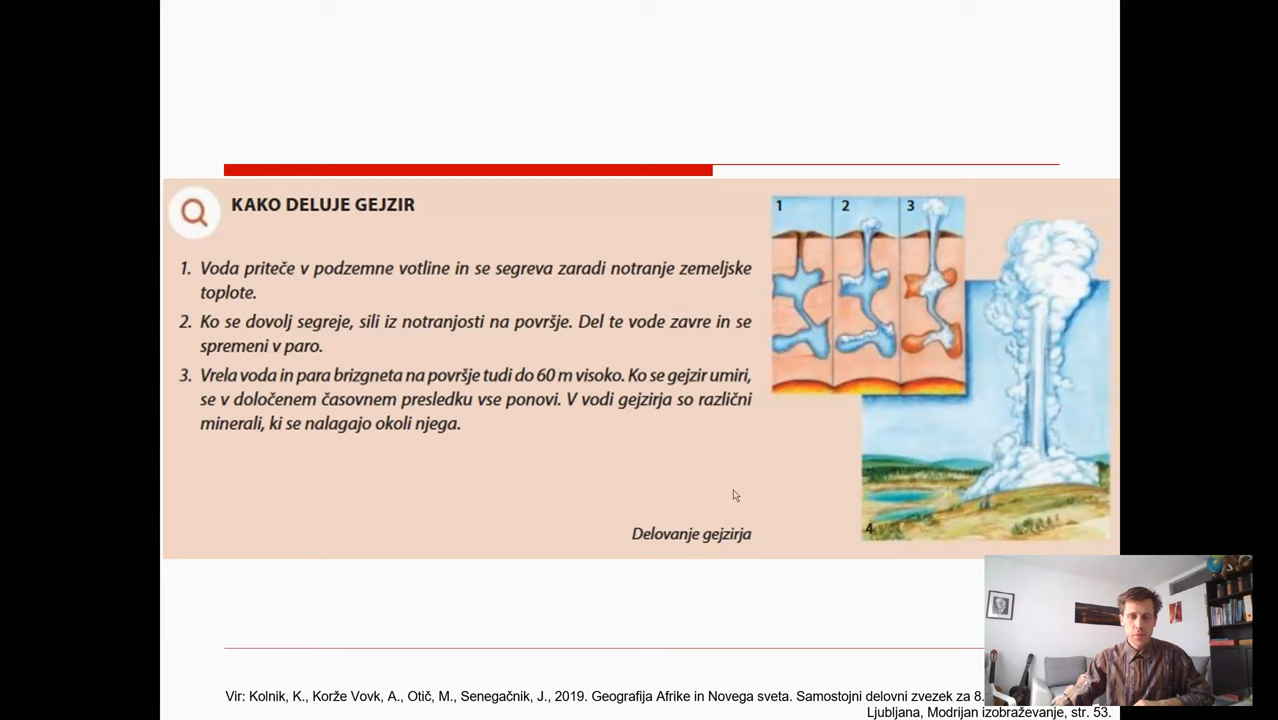 KAKO DELUJE GEJZIR
1. Voda priteče v podzemne votline in se segreva zaradi notranje zemeljske
toplote.
2. Ko se dovolj segreje, sili iz notranjosti na površje. Del te vode zavre in se
spremeni v paro.
3. Vrela voda in para brizgneta na površje tudi do 60 m visoko. Ko se gejzir umiri,
se v določenem časovnem presledku vse ponovi. V vodi gejzirja so različni
minerali, ki se nalagajo okoli njega.
Delovanje gejzirja
1
2
3
4
Vir: Kolnik, K., Korže Vovk, A., Otič, M., Senegačnik, J., 2019. Geografija Afrike in Novega sveta. Samostojni delovni zvezek za 8.
Ljubljana, Modrijan izobraževanje, str. 53.